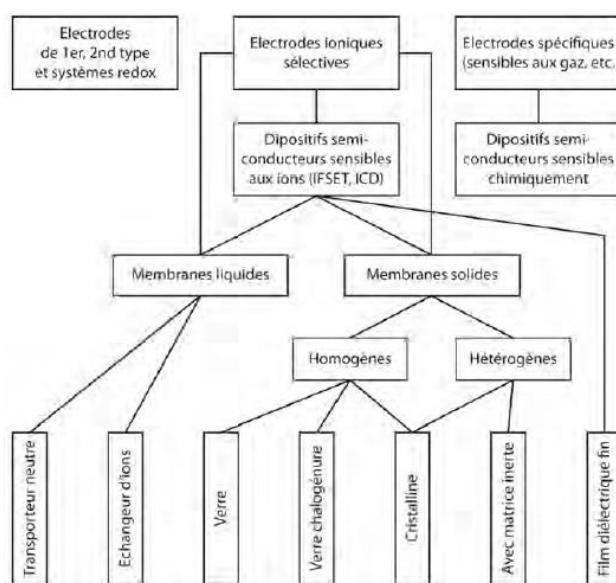 Electrodes
de 1er, 2nd type
et systèmes redox
Electrodes ioniques
sélectives
Electrodes spécifiques
(sensibles aux gaz, etc.
Dipositifs semi-
conducteurs sensibles
aux ions (IFSET, ICD)
Dipositifs semi-
conducteurs sensibles
chimiquement
Membranes liquides
Membranes solides
Homogènes
Hétérogènes
Transporteur neutre
Echangeur d'ions
Verre
Verre chalogénure
Cristalline
Avec matrice inerte
Film diélectrique fin